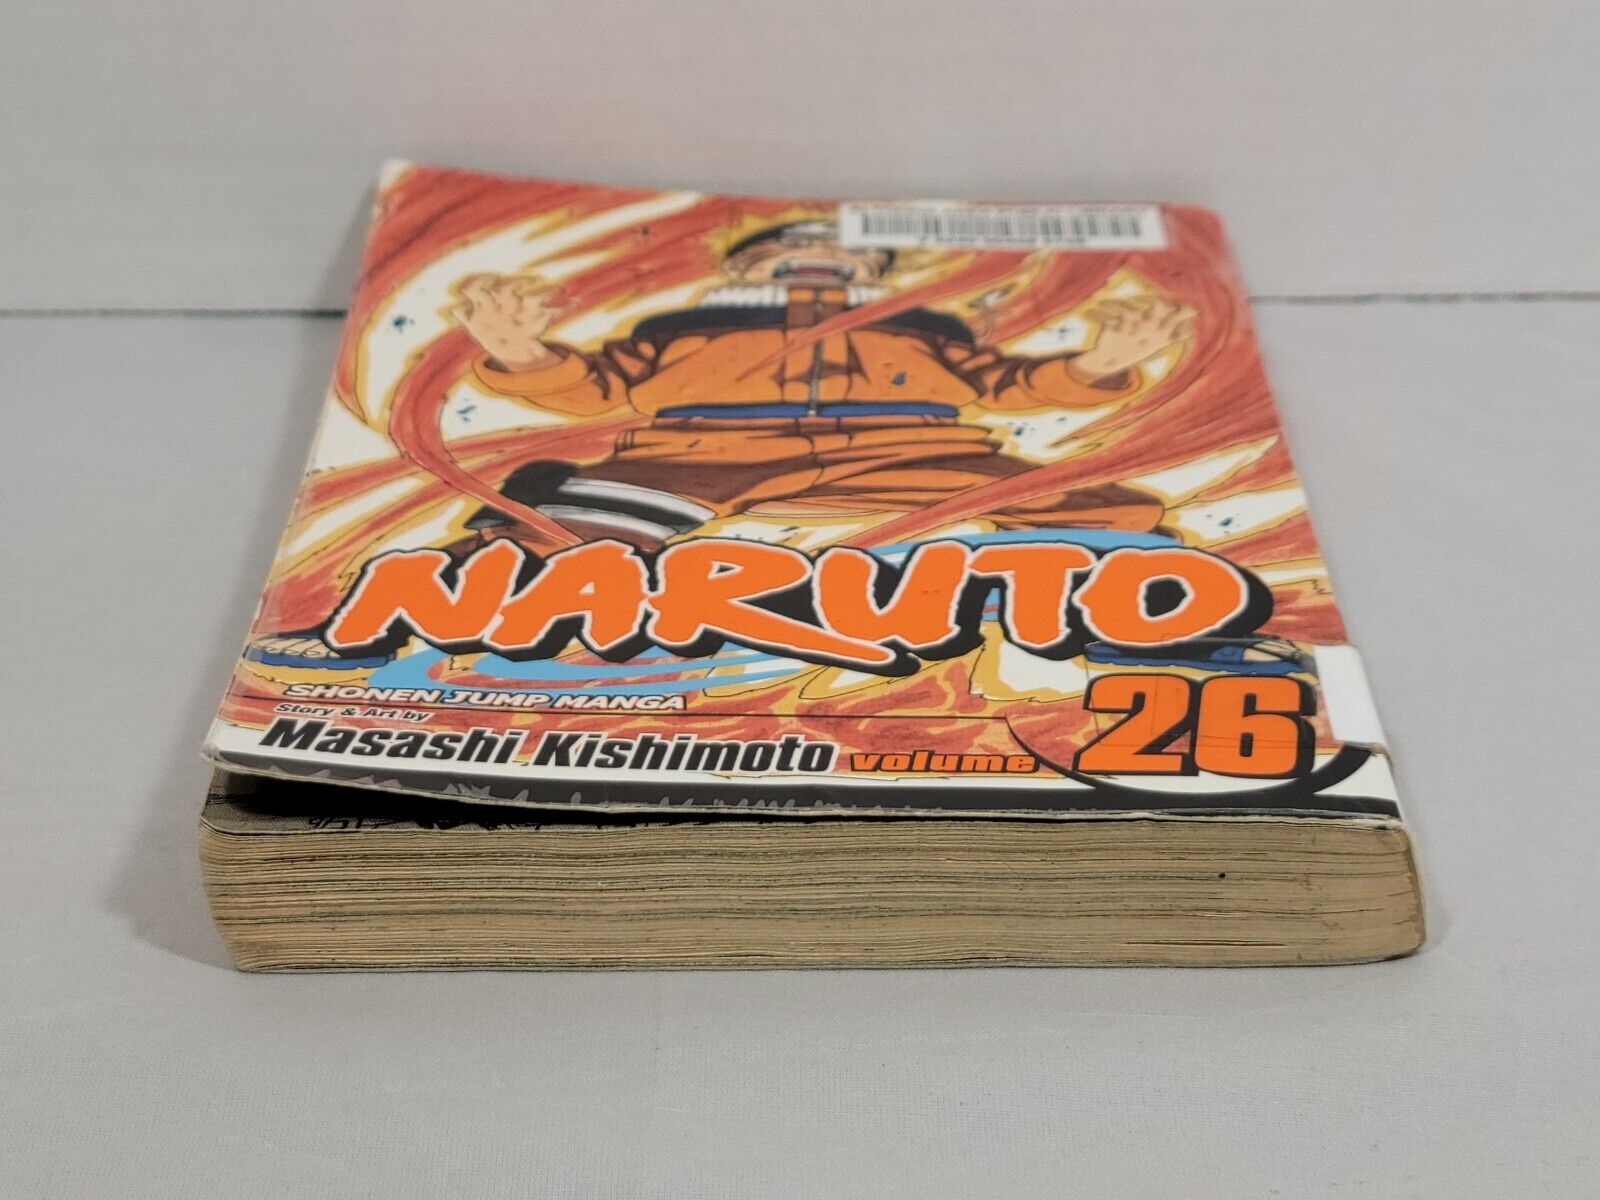 NARUTO
SHONEN JUMP MANGA
Story & Art by
Masashi Kishimoto
volume
26